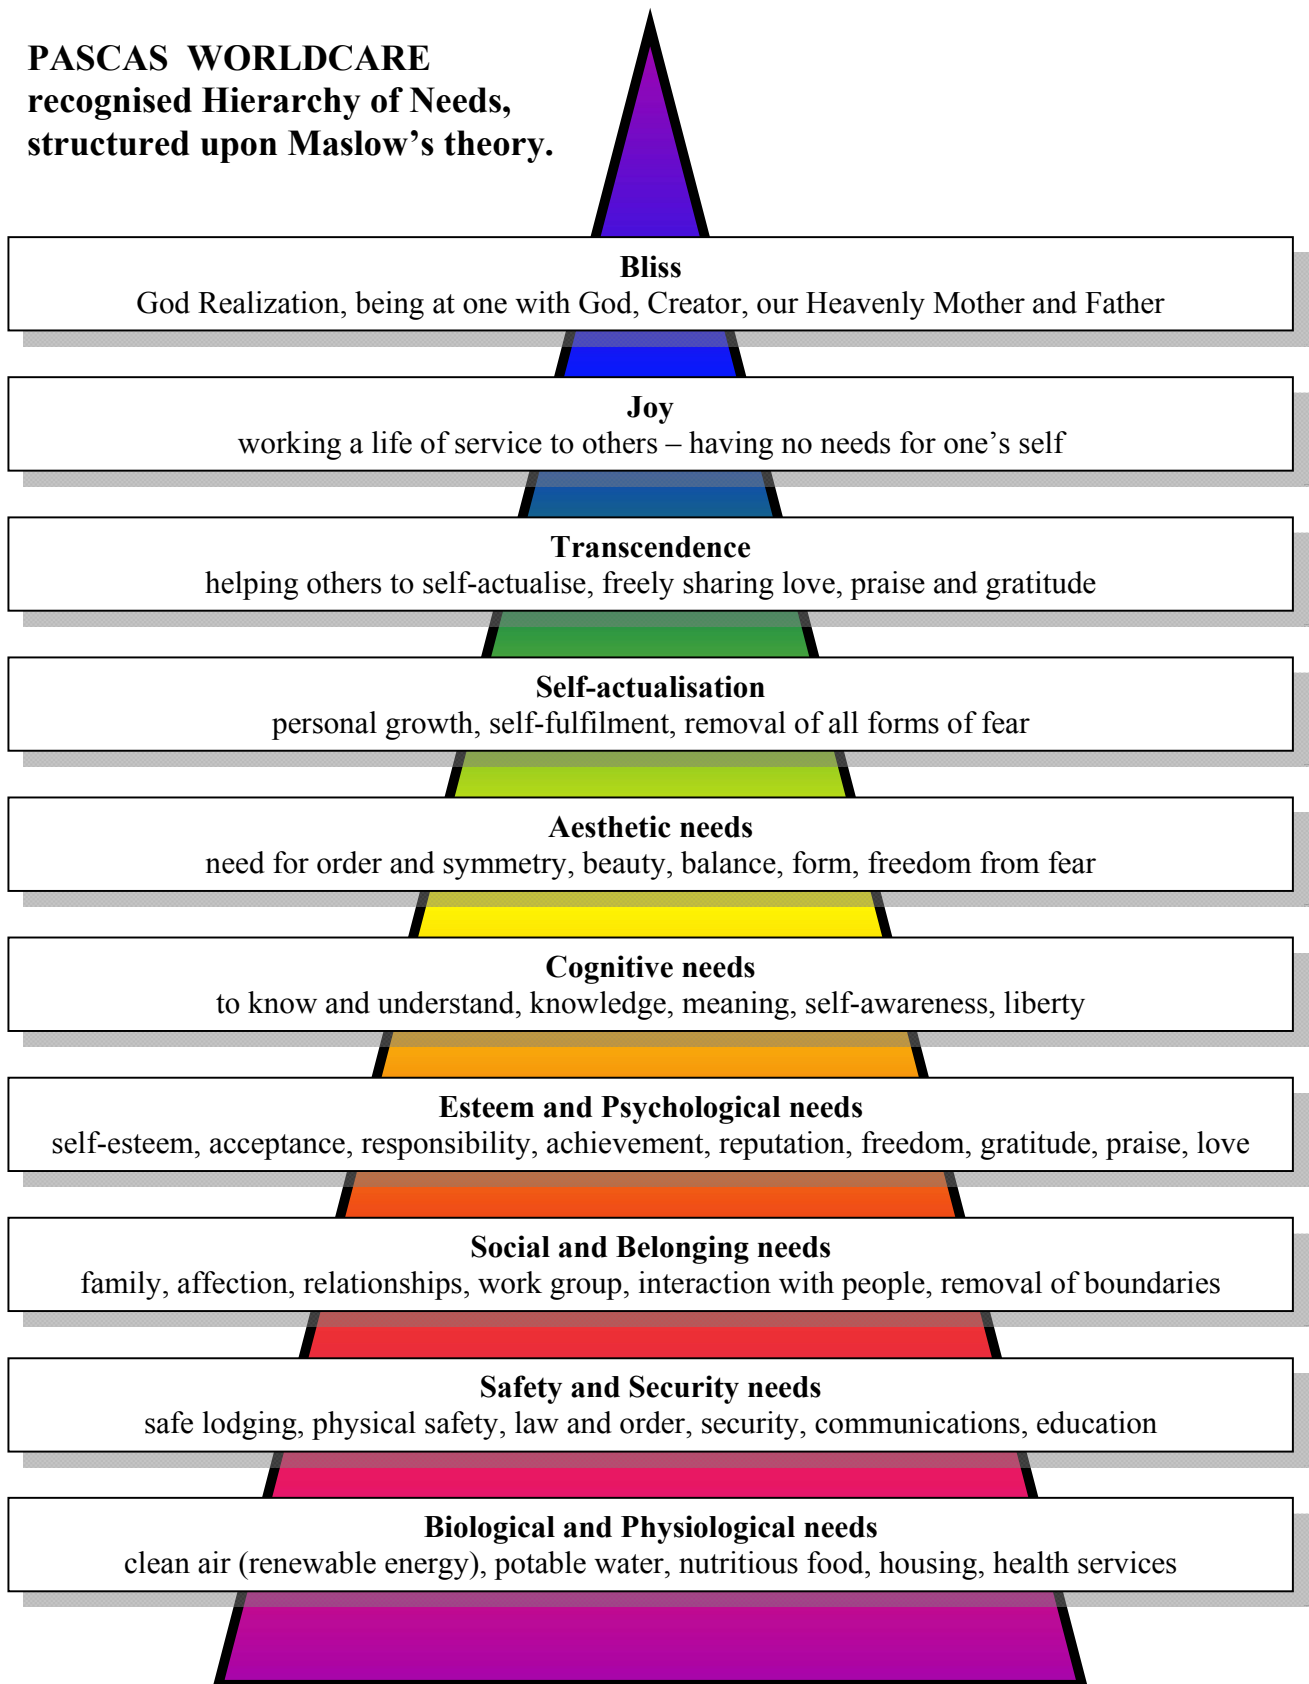 PASCAS WORLDCARE
recognised Hierarchy of Needs,
structured upon Maslow’s theory.
Bliss
God Realization, being at one with God, Creator, our Heavenly Mother and Father
Joy
working a life of service to others – having no needs for one’s self
Transcendence
helping others to self-actualise, freely sharing love, praise and gratitude
Self-actualisation
personal growth, self-fulfilment, removal of all forms of fear
Aesthetic needs
need for order and symmetry, beauty, balance, form, freedom from fear
Cognitive needs
to know and understand, knowledge, meaning, self-awareness, liberty
Esteem and Psychological needs
self-esteem, acceptance, responsibility, achievement, reputation, freedom, gratitude, praise, love
Social and Belonging needs
family, affection, relationships, work group, interaction with people, removal of boundaries
Safety and Security needs
safe lodging, physical safety, law and order, security, communications, education
Biological and Physiological needs
clean air (renewable energy), potable water, nutritious food, housing, health services